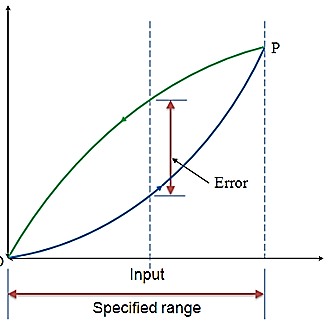 P
Error
Input
Specified range